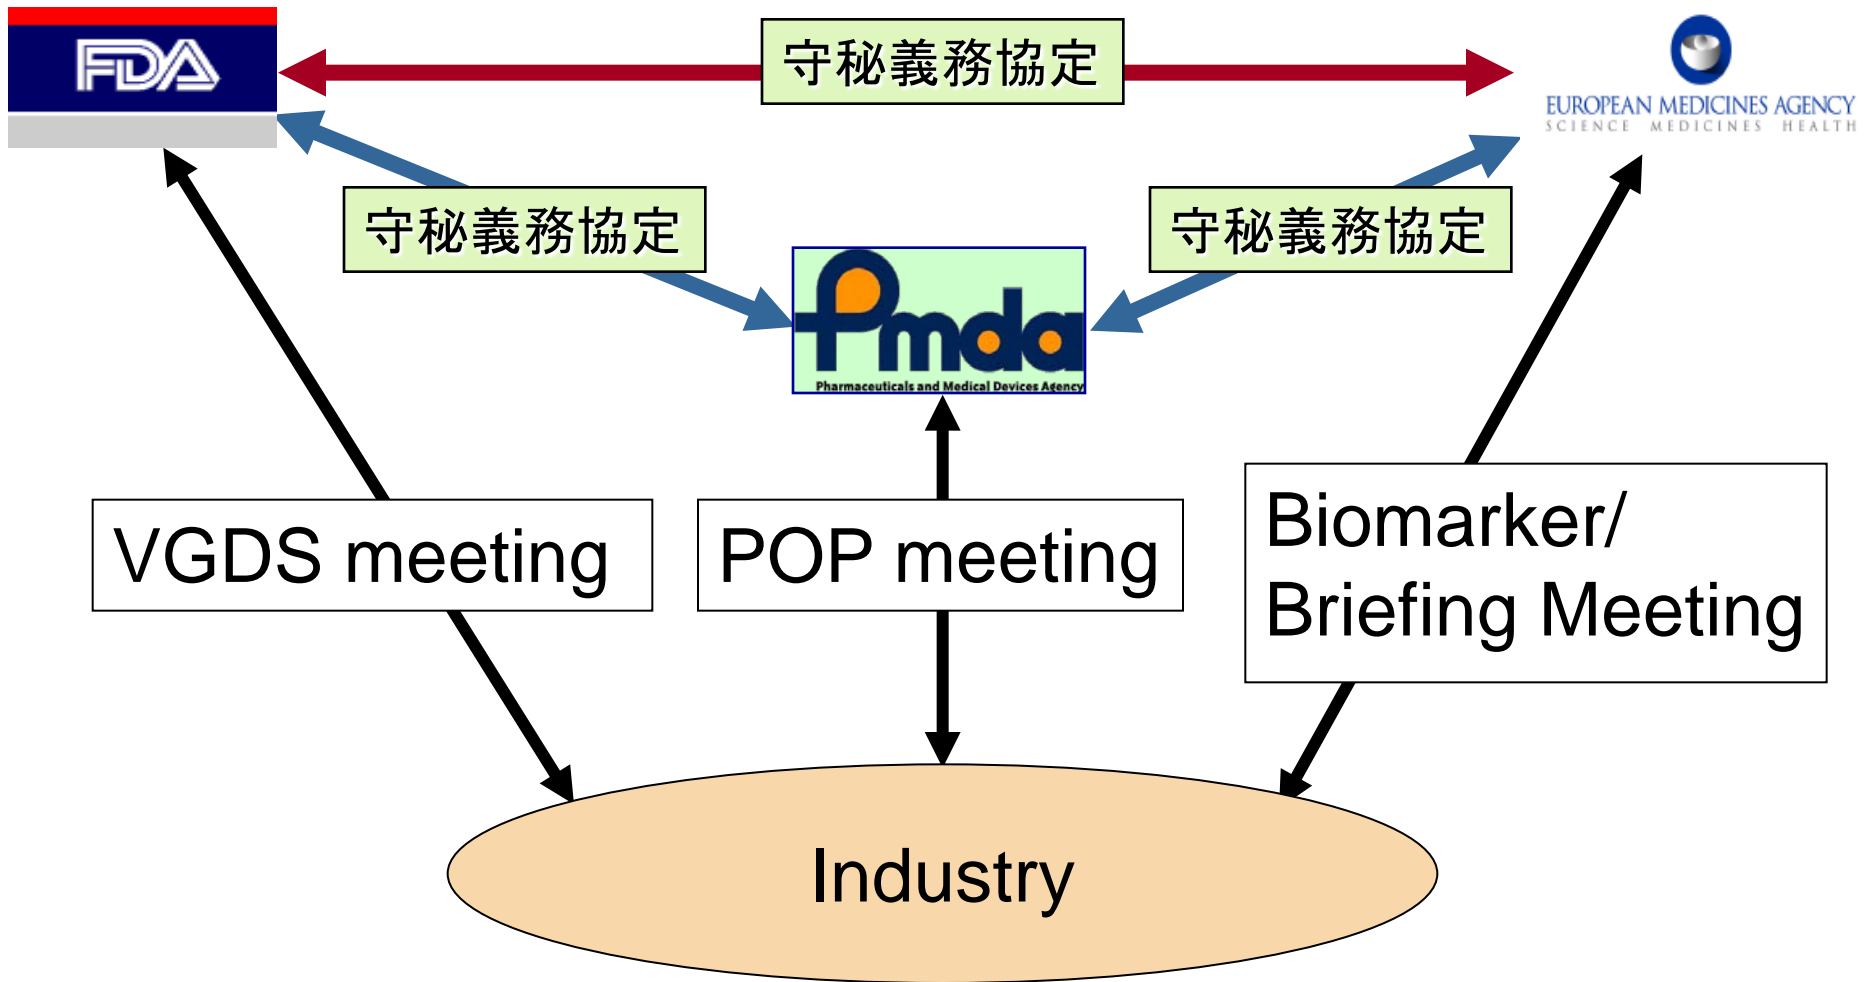 FDA
守秘義務協定
EUROPEAN MEDICINES AGENCY
SCIENCE MEDICINES HEALTH
守秘義務協定
守秘義務協定
Pmda
Pharmaceuticals and Medical Devices Agency
VGDS meeting
POP meeting
Biomarker/
Briefing Meeting
Industry